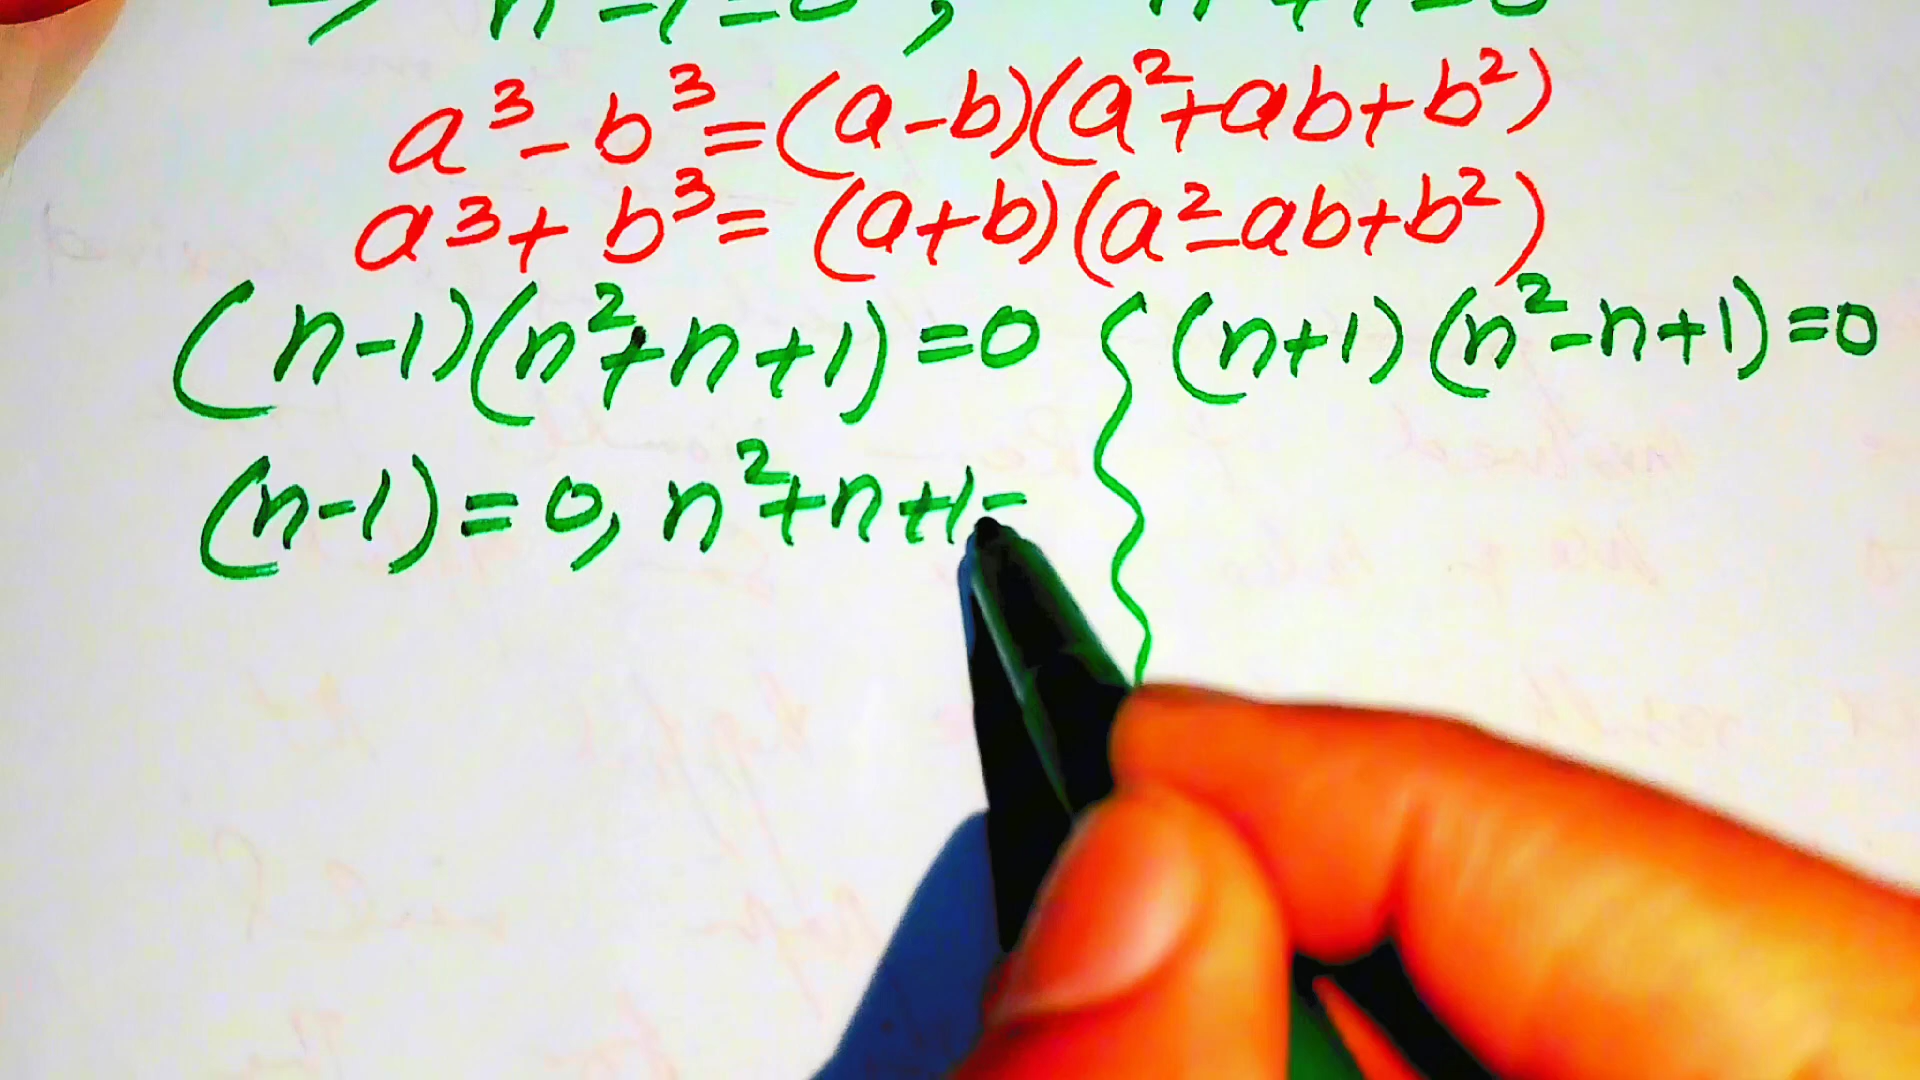 a³-b³=(a-b)(a²+ab+b²)
a³+b³=(a+b)(a²-ab+b²)
(n-1)(n²+n+1)=0 { (n+1)(n²-n+1)=0
(n-1)=0, n²+n+1-